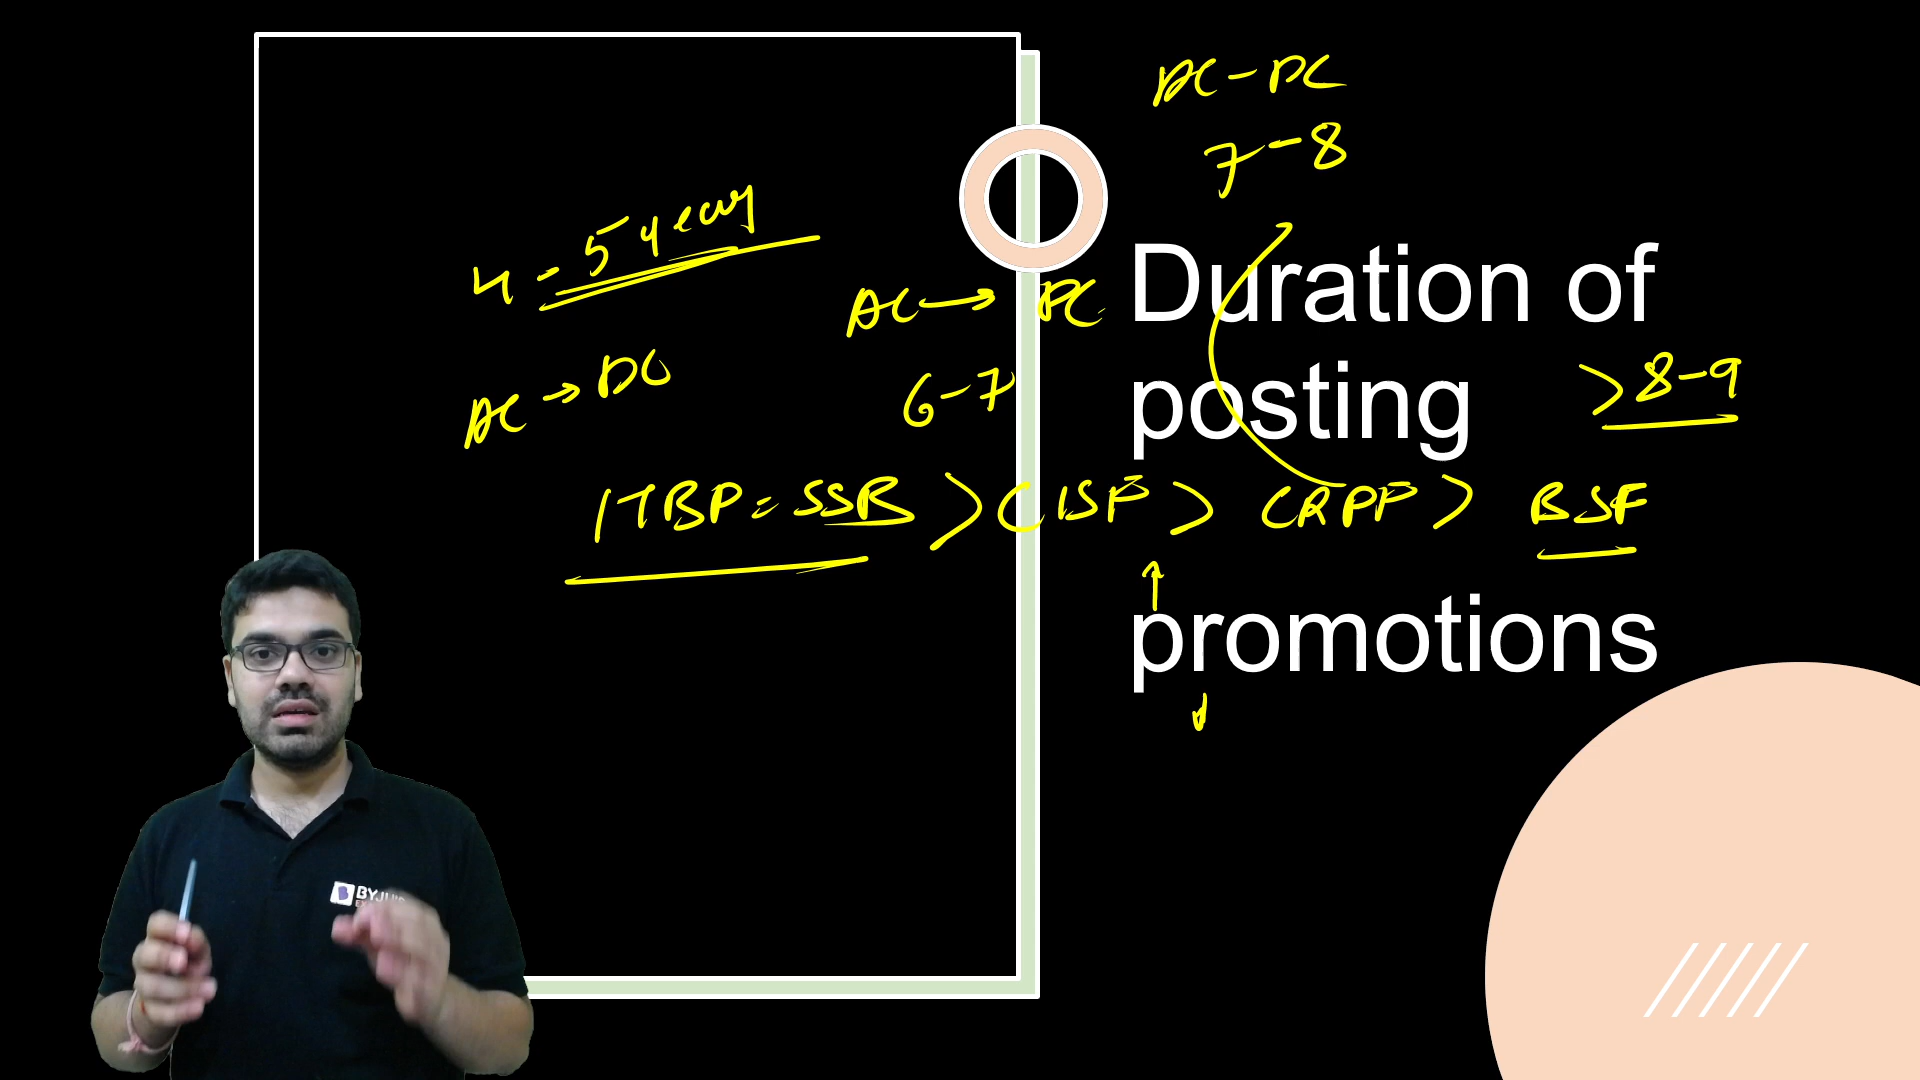 AC - DC
7 - 8
4 - 5 years
AC → DC
6 - 7
AC → DC
Duration of
posting
> 8 - 9
ITBP = SSB > CISF > CRPF > BSF
promotions
BYJU'S